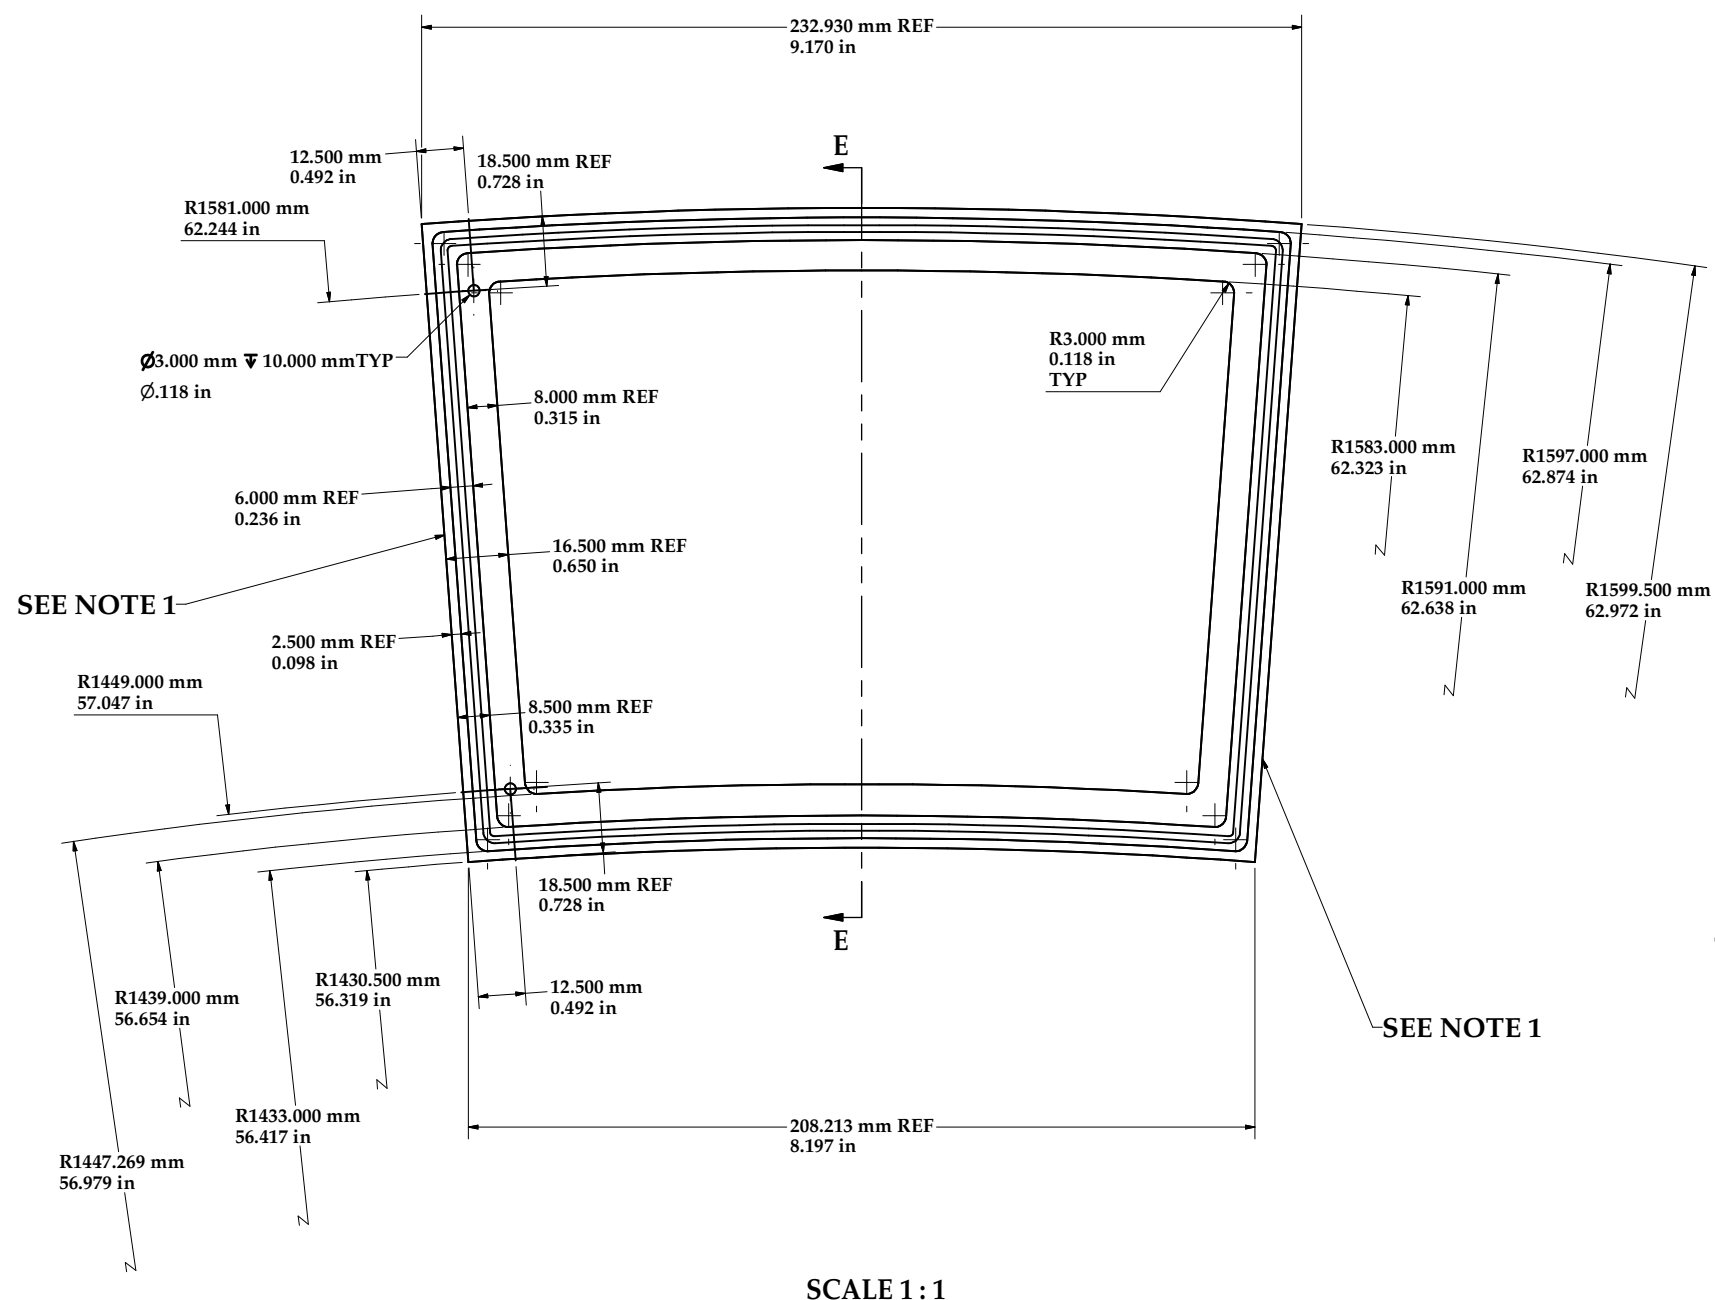 232.930 mm REF
9.170 in
E
12.500 mm
0.492 in
18.500 mm REF
0.728 in
R1581.000 mm
62.244 in
Ø3.000 mm ↧ 10.000 mm TYP
Ø.118 in
R3.000 mm
0.118 in
TYP
8.000 mm REF
0.315 in
R1583.000 mm
62.323 in
R1597.000 mm
62.874 in
6.000 mm REF
0.236 in
16.500 mm REF
0.650 in
R1591.000 mm
62.638 in
R1599.500 mm
62.972 in
SEE NOTE 1
2.500 mm REF
0.098 in
R1449.000 mm
57.047 in
8.500 mm REF
0.335 in
18.500 mm REF
0.728 in
E
R1430.500 mm
56.319 in
12.500 mm
0.492 in
R1439.000 mm
56.654 in
SEE NOTE 1
R1433.000 mm
56.417 in
208.213 mm REF
8.197 in
R1447.269 mm
56.979 in
SCALE 1 : 1